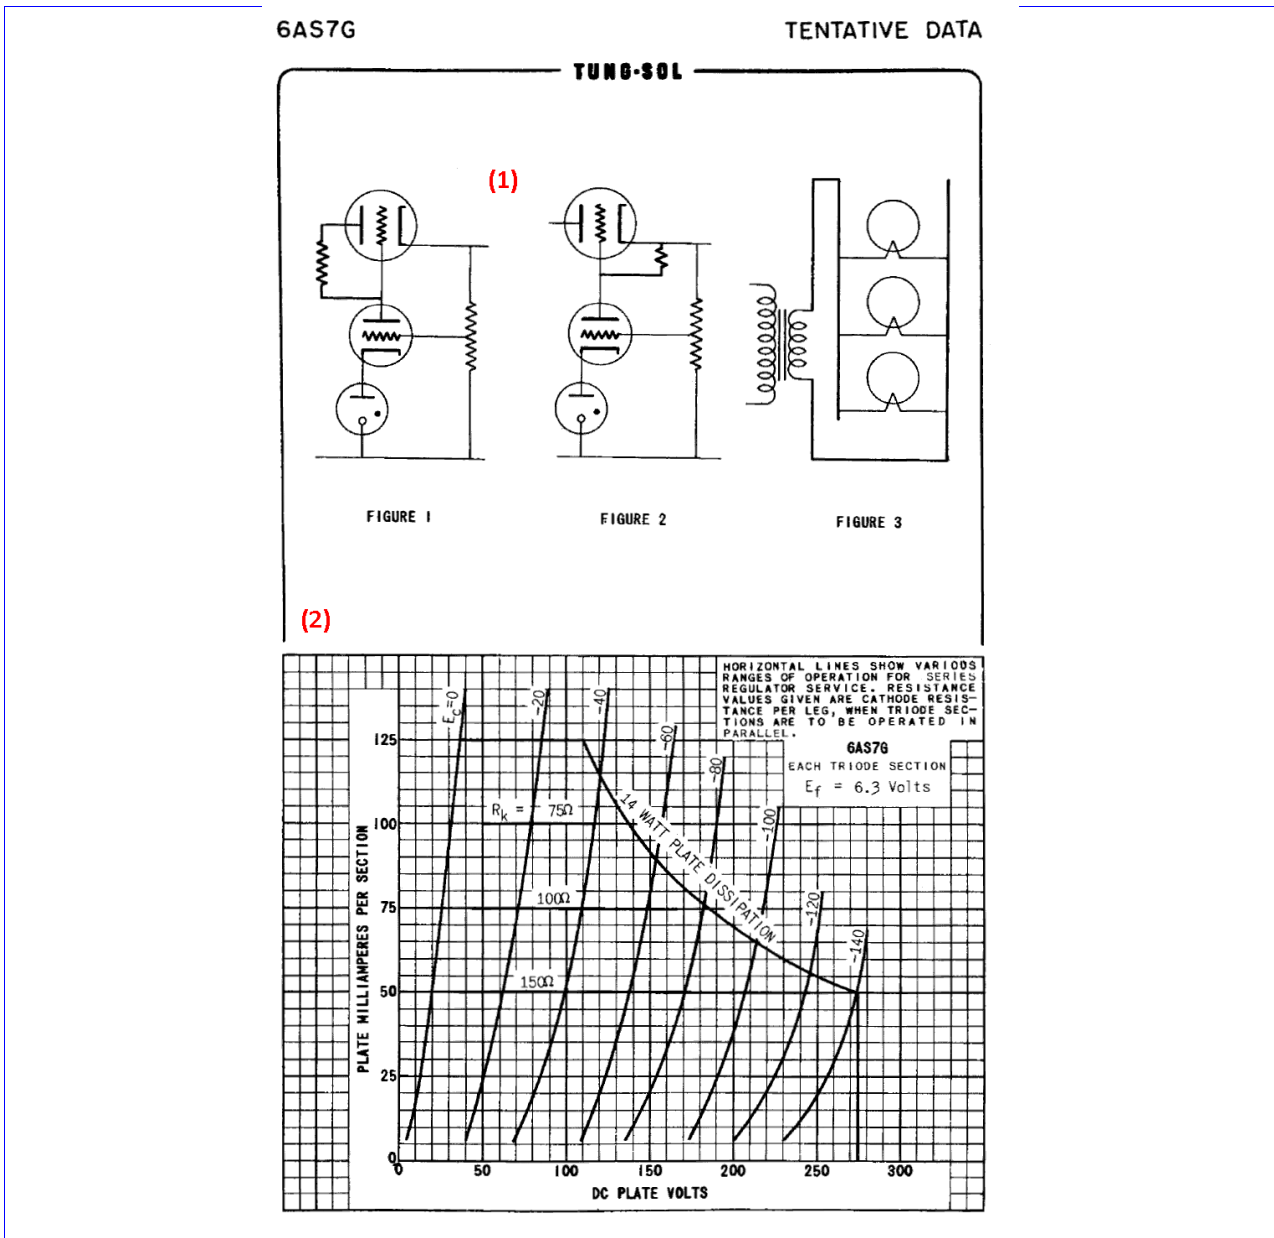 6AS7G
TENTATIVE DATA
TUNG-SOL
(1)
FIGURE 1
FIGURE 2
FIGURE 3
(2)
HORIZONTAL LINES SHOW VARIOUS
RANGES OF OPERATION FOR SERIES
REGULATOR SERVICE. RESISTANCE
VALUES GIVEN ARE CATHODE RESIS-
TANCE PER LEG, WHEN TRIODE SEC-
TIONS ARE TO BE OPERATED IN
PARALLEL.
6AS7G
EACH TRIODE SECTION
Ef = 6.3 Volts
Ec=0
-20
-40
-60
-80
-100
-120
-140
14 WATT PLATE DISSIPATION
Rk = 75Ω
100Ω
150Ω
PLATE MILLIAMPERES PER SECTION
125
100
75
50
25
0
0 50 100 150 200 250 300
DC PLATE VOLTS